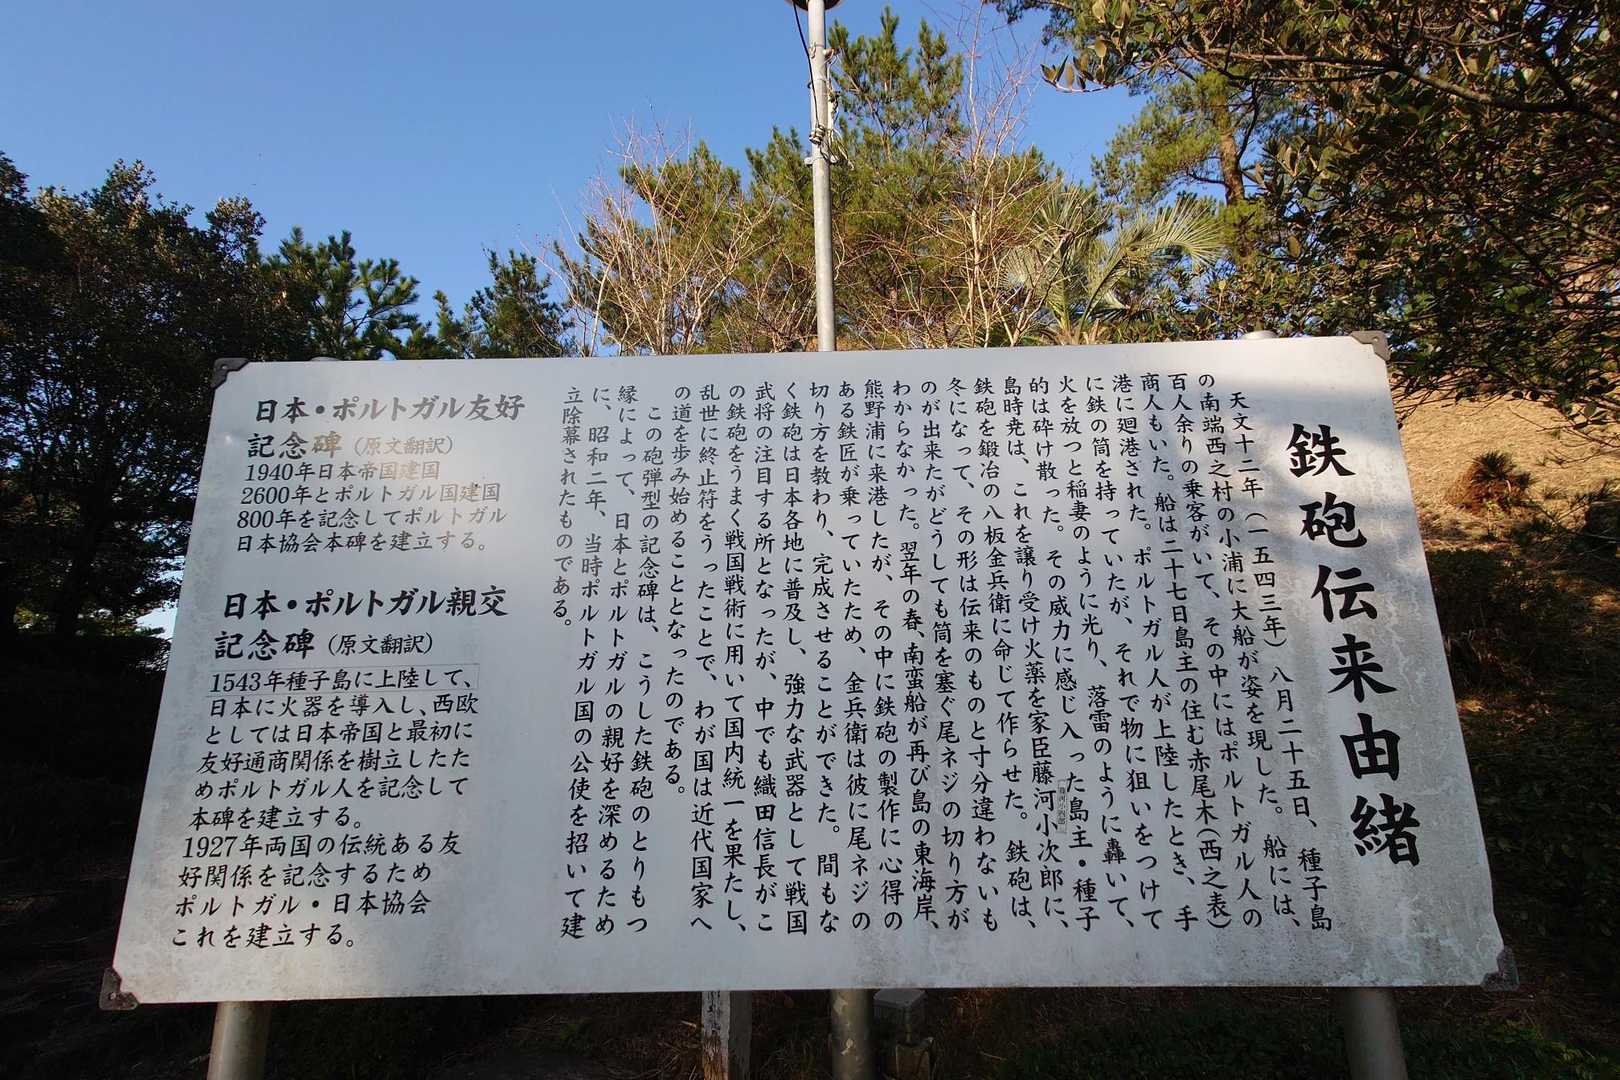 鉄砲伝来由緒
天文十二年（一五四三年）八月二十五日、種子島
の南端西之村の小浦に大船が姿を現した。船には、
百人余りの乗客がいて、その中にはポルトガル人の
商人もいた。船は二十七日島主の住む赤尾木（西之表）
港に廻港された。ポルトガル人が上陸したとき、手
に鉄の筒を持っていたが、それで物に狙いをつけて
火を放つと稲妻のように光り、落雷のように轟いて、
的は砕け散った。その威力に感じ入った島主・種子
島時尭は、これを譲り受け火薬を家臣藤河小次郎に、
鉄砲を鍛冶の八板金兵衛に命じて作らせた。鉄砲は、
冬になって、その形は伝来のものと寸分違わないも
のが出来たがどうしても筒を塞ぐ尾ネジの切り方が
わからなかった。翌年の春、南蛮船が再び島の東海岸、
熊野浦に来港したが、その中に鉄砲の製作に心得の
ある鉄匠が乗っていたため、金兵衛は彼に尾ネジの
切り方を教わり、完成させることができた。間もな
く鉄砲は日本各地に普及し、強力な武器として戦国
武将の注目する所となったが、中でも織田信長がこ
の鉄砲をうまく戦国戦術に用いて国内統一を果たし、
乱世に終止符をうったことで、わが国は近代国家へ
の道を歩み始めることとなったのである。
この砲弾型の記念碑は、こうした鉄砲のとりもつ
縁によって、日本とポルトガルの親好を深めるため
に、昭和二年、当時ポルトガル国の公使を招いて建
立除幕されたものである。
日本・ポルトガル友好
記念碑（原文翻訳）
1940年日本帝国建国
2600年とポルトガル国建国
800年を記念してポルトガル
日本協会本碑を建立する。
日本・ポルトガル親交
記念碑（原文翻訳）
1543年種子島に上陸して、
日本に火器を導入し、西欧
としては日本帝国と最初に
友好通商関係を樹立したた
めポルトガル人を記念して
本碑を建立する。
1927年両国の伝統ある友
好関係を記念するため
ポルトガル・日本協会
これを建立する。